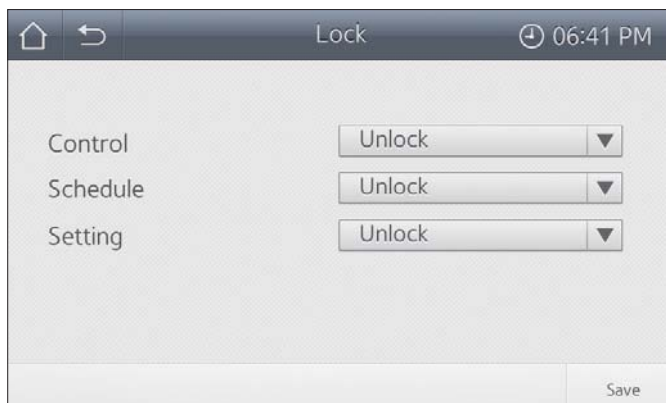 Lock 06:41 PM
Control Unlock
Schedule Unlock
Setting Unlock
Save